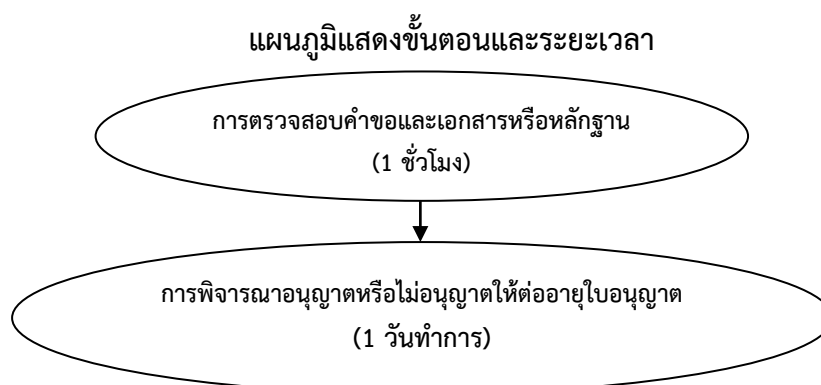 แผนภูมิแสดงขั้นตอนและระยะเวลา
การตรวจสอบคำขอและเอกสารหรือหลักฐาน
(1 ชั่วโมง)
การพิจารณาอนุญาตหรือไม่อนุญาตให้ต่ออายุใบอนุญาต
(1 วันทำการ)